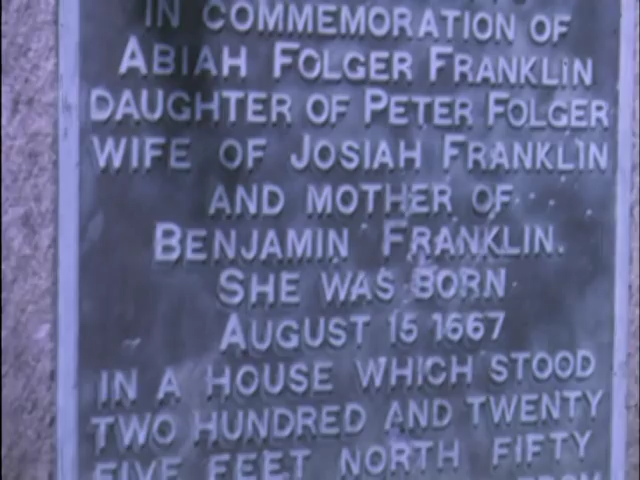 IN COMMEMORATION OF
ABIAH FOLGER FRANKLIN
DAUGHTER OF PETER FOLGER
WIFE OF JOSIAH FRANKLIN
AND MOTHER OF
BENJAMIN FRANKLIN.
SHE WAS BORN
AUGUST 15 1667
IN A HOUSE WHICH STOOD
TWO HUNDRED AND TWENTY
FIVE FEET NORTH FIFTY
FROM